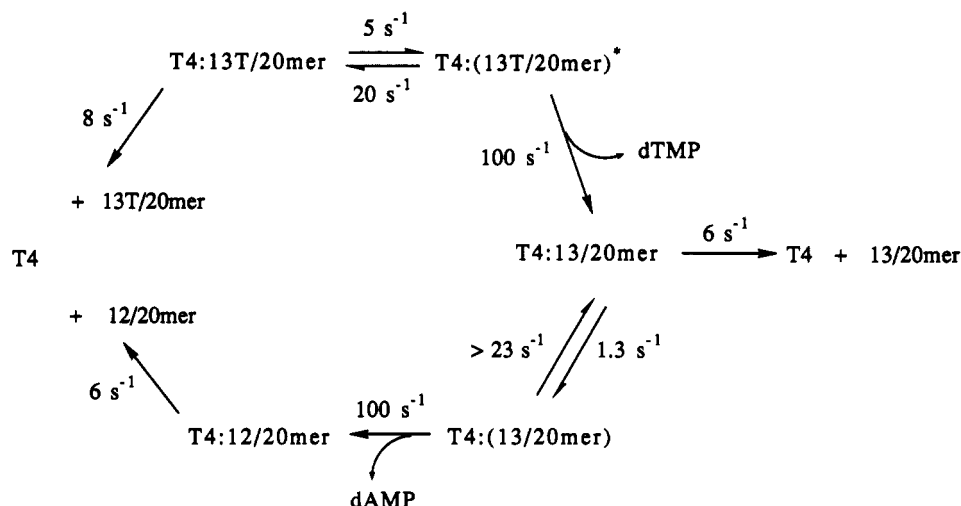 5 s⁻¹
T4:13T/20mer T4:(13T/20mer)*
20 s⁻¹
8 s⁻¹
100 s⁻¹ dTMP
+ 13T/20mer
6 s⁻¹
T4 T4:13/20mer T4 + 13/20mer
+ 12/20mer
> 23 s⁻¹ 1.3 s⁻¹
6 s⁻¹
100 s⁻¹
T4:12/20mer T4:(13/20mer)
dAMP